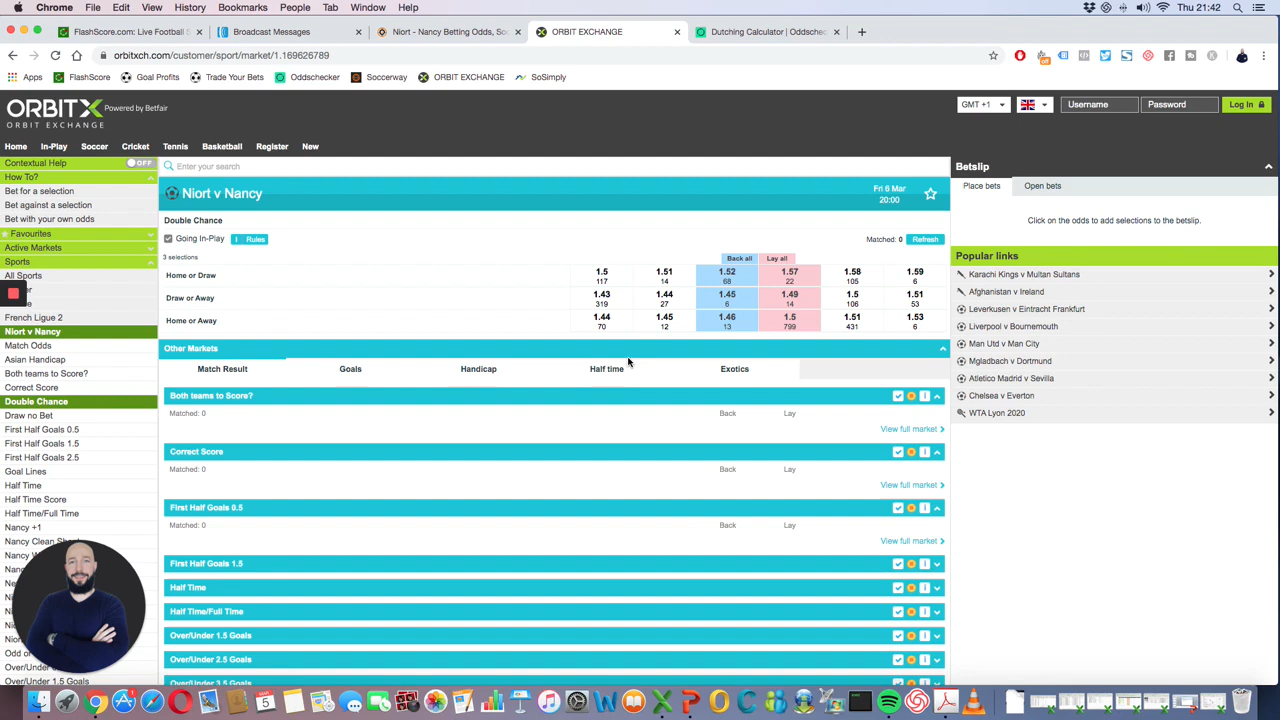 Chrome File Edit View History Bookmarks People Tab Window Help Thu 21:42
FlashScore.com: Live Football Broadcast Messages Niort - Nancy Betting Odds, So ORBIT EXCHANGE Dutching Calculator | Oddsche
orbitxch.com/customer/sport/market/1.169626789
Apps FlashScore Goal Profits Trade Your Bets Oddschecker Soccerway ORBIT EXCHANGE SoSimply
ORBITX Powered by Betfair
ORBIT EXCHANGE
GMT +1 Username Password Log In
Home In-Play Soccer Cricket Tennis Basketball Register New
Contextual Help OFF
How To?
Bet for a selection
Bet against a selection
Bet with your own odds
Favourites
Active Markets
Sports
All Sports
French Ligue 2
Niort v Nancy
Match Odds
Asian Handicap
Both teams to Score?
Correct Score
Double Chance
Draw no Bet
First Half Goals 0.5
First Half Goals 1.5
First Half Goals 2.5
Goal Lines
Half Time
Half Time Score
Half Time/Full Time
Nancy +1
Nancy Clean
Nancy
Odd or
Over/Un
Over/Under 1.5 Goals
Enter your search
Niort v Nancy Fri 6 Mar
20:00
Double Chance
Going In-Play i Rules Matched: 0 Refresh
3 selections Back all Lay all
Home or Draw 1.5 1.51 1.52 1.57 1.58 1.59
117 14 68 22 105 6
Draw or Away 1.43 1.44 1.45 1.49 1.5 1.51
319 27 6 14 106 53
Home or Away 1.44 1.45 1.46 1.5 1.51 1.53
70 12 13 799 431 6
Other Markets
Match Result Goals Handicap Half time Exotics
Both teams to Score?
Matched: 0 Back Lay
View full market
Correct Score
Matched: 0 Back Lay
View full market
First Half Goals 0.5
Matched: 0 Back Lay
View full market
First Half Goals 1.5
Half Time
Half Time/Full Time
Over/Under 1.5 Goals
Over/Under 2.5 Goals
Over/Under 3.5 Goals
Betslip
Place bets Open bets
Click on the odds to add selections to the betslip.
Popular links
Karachi Kings v Multan Sultans
Afghanistan v Ireland
Leverkusen v Eintracht Frankfurt
Liverpool v Bournemouth
Man Utd v Man City
Mgladbach v Dortmund
Atletico Madrid v Sevilla
Chelsea v Everton
WTA Lyon 2020